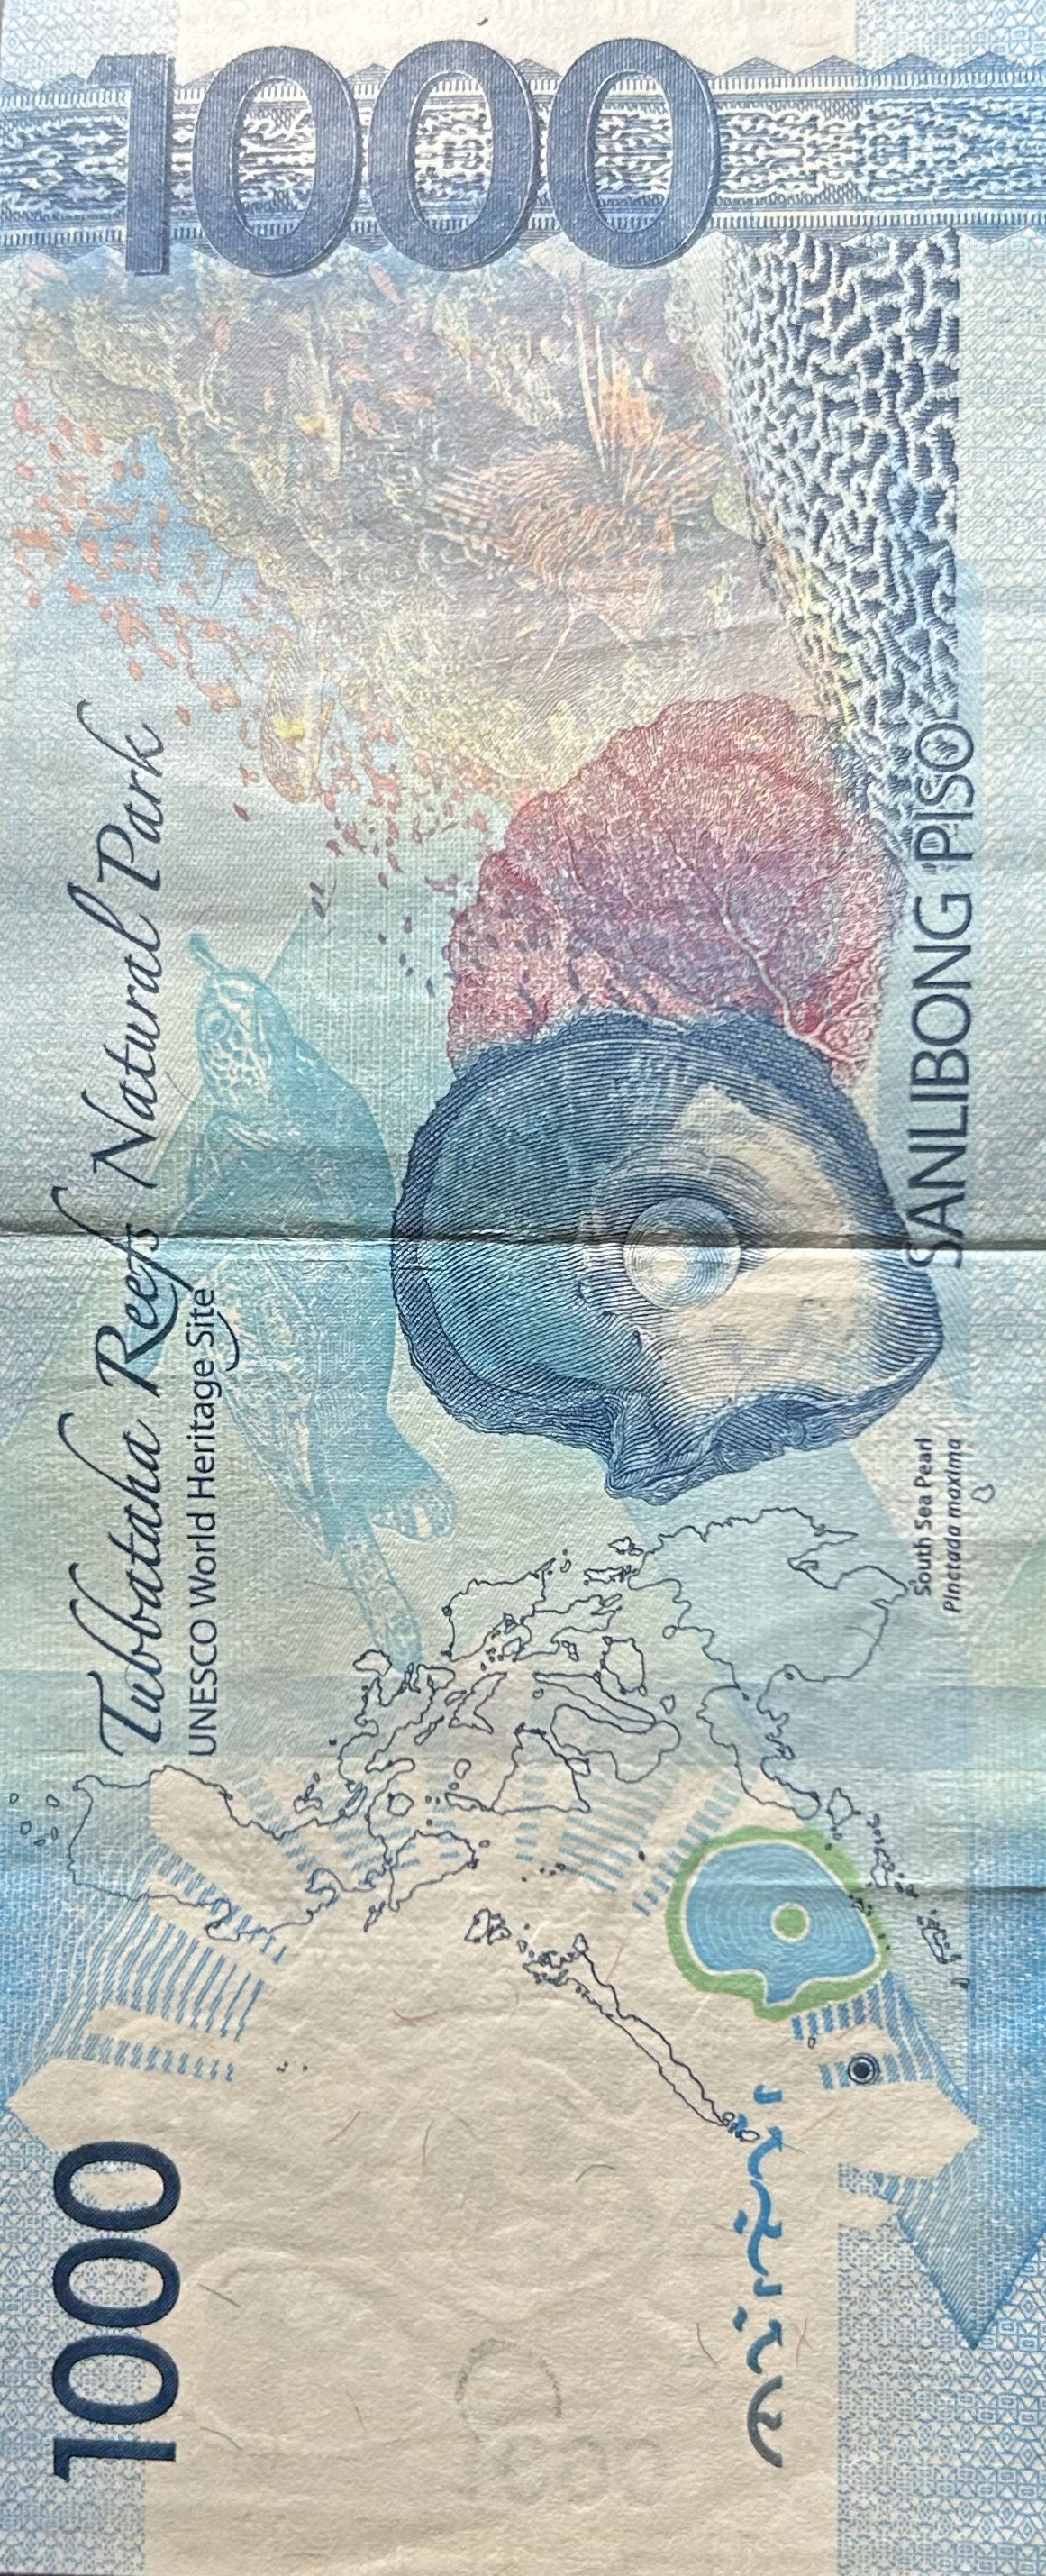 1000
Tubbataha Reefs Natural Park
UNESCO World Heritage Site
1000
South Sea Pearl
Pinctada maxima
SANLIBONG PISO